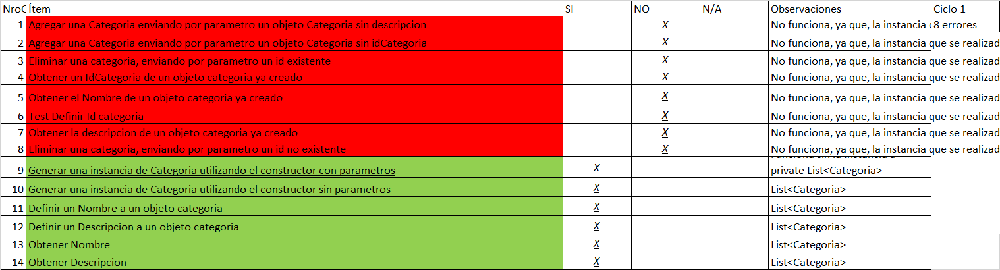 NroC Ítem SI NO N/A Observaciones Ciclo 1
1 Agregar una Categoria enviando por parametro un objeto Categoria sin descripcion X No funciona, ya que, la instancia 8 errores
2 Agregar una Categoria enviando por parametro un objeto Categoria sin idCategoria X No funciona, ya que, la instancia que se realizad
3 Eliminar una categoria, enviando por parametro un id existente X No funciona, ya que, la instancia que se realizad
4 Obtener un IdCategoria de un objeto categoria ya creado X No funciona, ya que, la instancia que se realizad
5 Obtener el Nombre de un objeto categoria ya creado X No funciona, ya que, la instancia que se realizad
6 Test Definir Id categoria X No funciona, ya que, la instancia que se realizad
7 Obtener la descripcion de un objeto categoria ya creado X No funciona, ya que, la instancia que se realizad
8 Eliminar una categoria, enviando por parametro un id no existente X No funciona, ya que, la instancia que se realizad
Funciona sin la instancia a
9 Generar una instancia de Categoria utilizando el constructor con parametros X private List<Categoria>
10 Generar una instancia de Categoria utilizando el constructor sin parametros X List<Categoria>
11 Definir un Nombre a un objeto categoria X List<Categoria>
12 Definir un Descripcion a un objeto categoria X List<Categoria>
13 Obtener Nombre X List<Categoria>
14 Obtener Descripcion X List<Categoria>